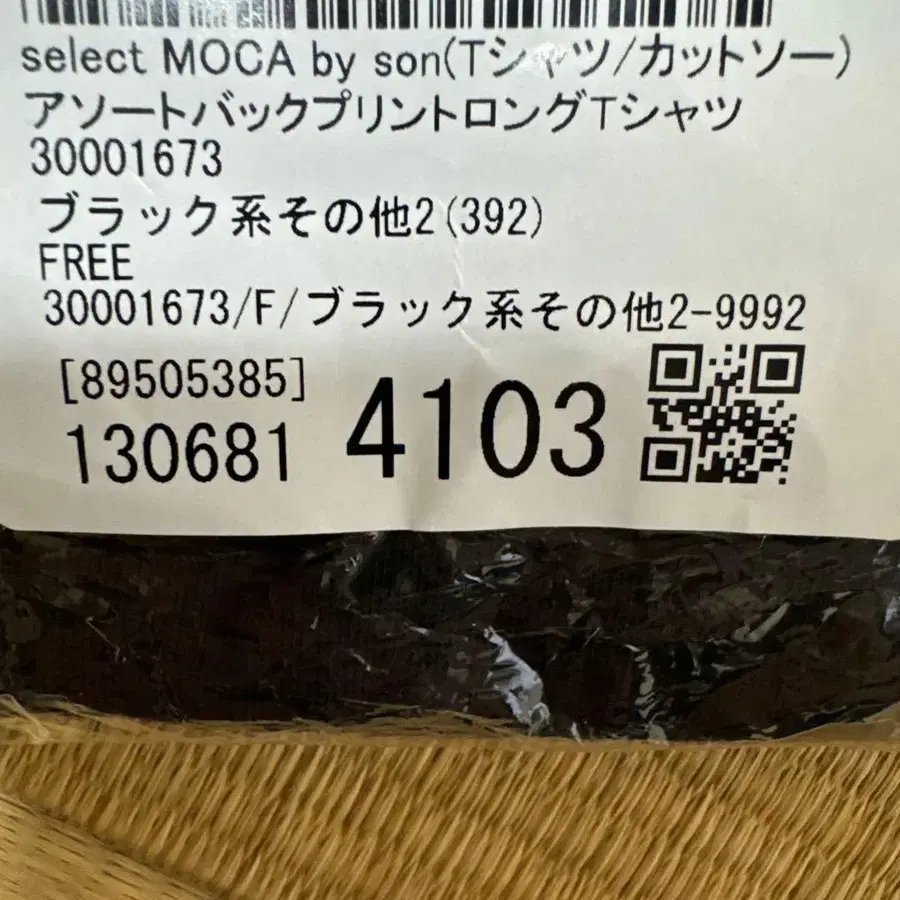 select MOCA by son(Tシャツ/カットソー)
アソートバックプリントロングTシャツ
30001673
ブラック系その他2(392)
FREE
30001673/F/ブラック系その他2-9992
[89505385]
130681 4103